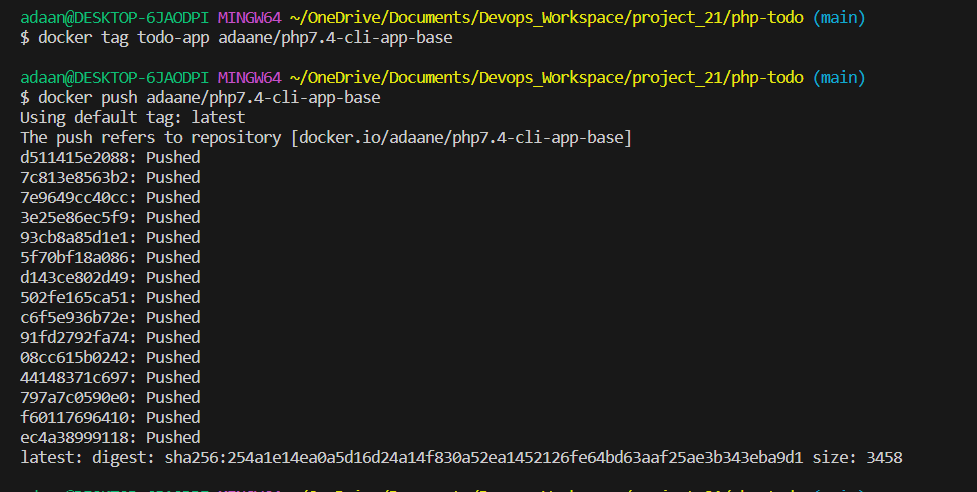 adaan@DESKTOP-6JAODPI MINGW64 ~/OneDrive/Documents/Devops_Workspace/project_21/php-todo (main)
$ docker tag todo-app adaane/php7.4-cli-app-base
adaan@DESKTOP-6JAODPI MINGW64 ~/OneDrive/Documents/Devops_Workspace/project_21/php-todo (main)
$ docker push adaane/php7.4-cli-app-base
Using default tag: latest
The push refers to repository [docker.io/adaane/php7.4-cli-app-base]
d511415e2088: Pushed
7c813e8563b2: Pushed
7e9649cc40cc: Pushed
3e25e86ec5f9: Pushed
93cb8a85d1e1: Pushed
5f70bf18a086: Pushed
d143ce802d49: Pushed
502fe165ca51: Pushed
c6f5e936b72e: Pushed
91fd2792fa74: Pushed
08cc615b0242: Pushed
44148371c697: Pushed
797a7c0590e0: Pushed
f60117696410: Pushed
ec4a38999118: Pushed
latest: digest: sha256:254a1e14ea0a5d16d24a14f830a52ea1452126fe64bd63aaf25ae3b343eba9d1 size: 3458